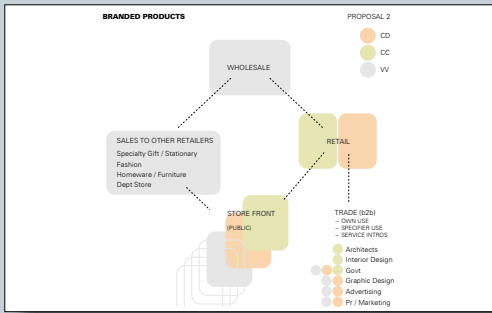 BRANDED PRODUCTS
PROPOSAL 2
CD
CC
VV
WHOLESALE
RETAIL
SALES TO OTHER RETAILERS
Specialty Gift / Stationary
Fashion
Homeware / Furniture
Dept Store
STORE FRONT
(PUBLIC)
TRADE (b2b)
– OWN USE
– SPECIFIER USE
– SERVICE INTROS
Architects
Interior Design
Govt
Graphic Design
Advertising
Pr / Marketing